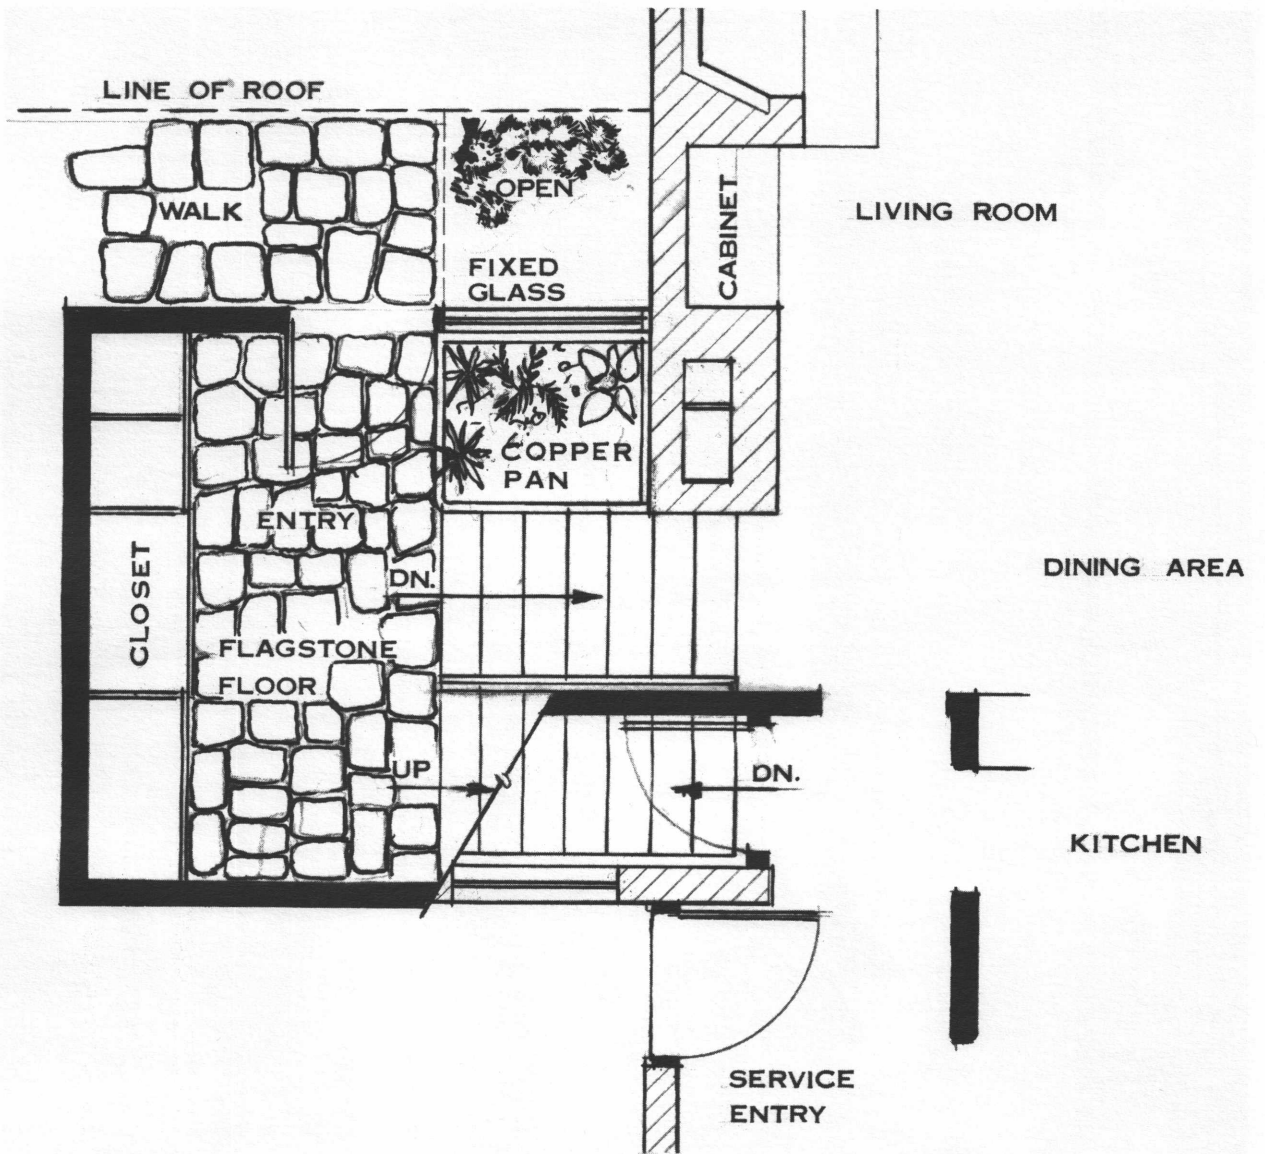 LINE OF ROOF
WALK
OPEN
FIXED
GLASS
CABINET
LIVING ROOM
COPPER
PAN
ENTRY
CLOSET
DN.
DINING AREA
FLAGSTONE
FLOOR
UP
DN.
KITCHEN
SERVICE
ENTRY